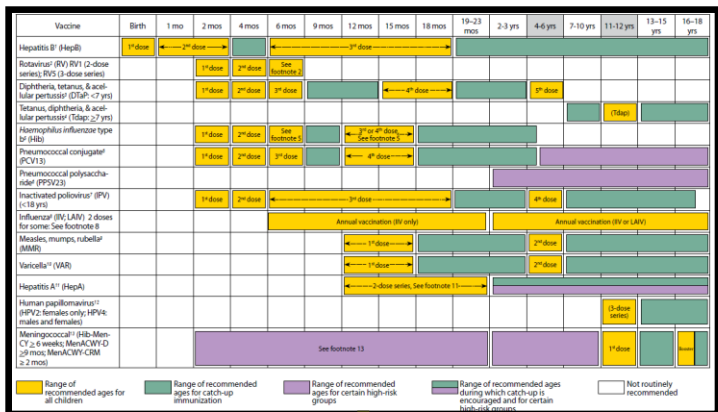 Vaccine Birth 1 mo 2 mos 4 mos 6 mos 9 mos 12 mos 15 mos 18 mos 19–23 mos 2-3 yrs 4-6 yrs 7-10 yrs 11-12 yrs 13–15 yrs 16–18 yrs
Hepatitis B¹ (HepB) 1st dose 2nd dose 3rd dose
Rotavirus² (RV) RV1 (2-dose
series); RV5 (3-dose series)
1st dose 2nd dose See
footnote 2
Diphtheria, tetanus, & acel-
lular pertussis³ (DTaP: <7 yrs)
1st dose 2nd dose 3rd dose 4th dose 5th dose
Tetanus, diphtheria, & acel-
lular pertussis⁴ (Tdap: ≥7 yrs)
(Tdap)
Haemophilus influenzae type
b⁵ (Hib)
1st dose 2nd dose See
footnote 5
3rd or 4th dose,
See footnote 5
Pneumococcal conjugate⁶
(PCV13)
1st dose 2nd dose 3rd dose 4th dose
Pneumococcal polysaccha-
ride⁶ (PPSV23)
Inactivated poliovirus⁷ (IPV)
(<18 yrs)
1st dose 2nd dose 3rd dose 4th dose
Influenza⁸ (IIV; LAIV) 2 doses
for some: See footnote 8
Annual vaccination (IIV only) Annual vaccination (IIV or LAIV)
Measles, mumps, rubella⁹
(MMR)
1st dose 2nd dose
Varicella¹⁰ (VAR) 1st dose 2nd dose
Hepatitis A¹¹ (HepA) 2-dose series, See footnote 11
Human papillomavirus¹²
(HPV2: females only; HPV4:
males and females)
(3-dose
series)
Meningococcal¹³ (Hib-Men-
CY ≥ 6 weeks; MenACWY-D
≥9 mos; MenACWY-CRM
≥ 2 mos)
See footnote 13 1st dose Booster
Range of
recommended ages for
all children
Range of recommended
ages for catch-up
immunization
Range of recommended
ages for certain high-risk
groups
Range of recommended ages
during which catch-up is
encouraged and for certain
high-risk groups
Not routinely
recommended